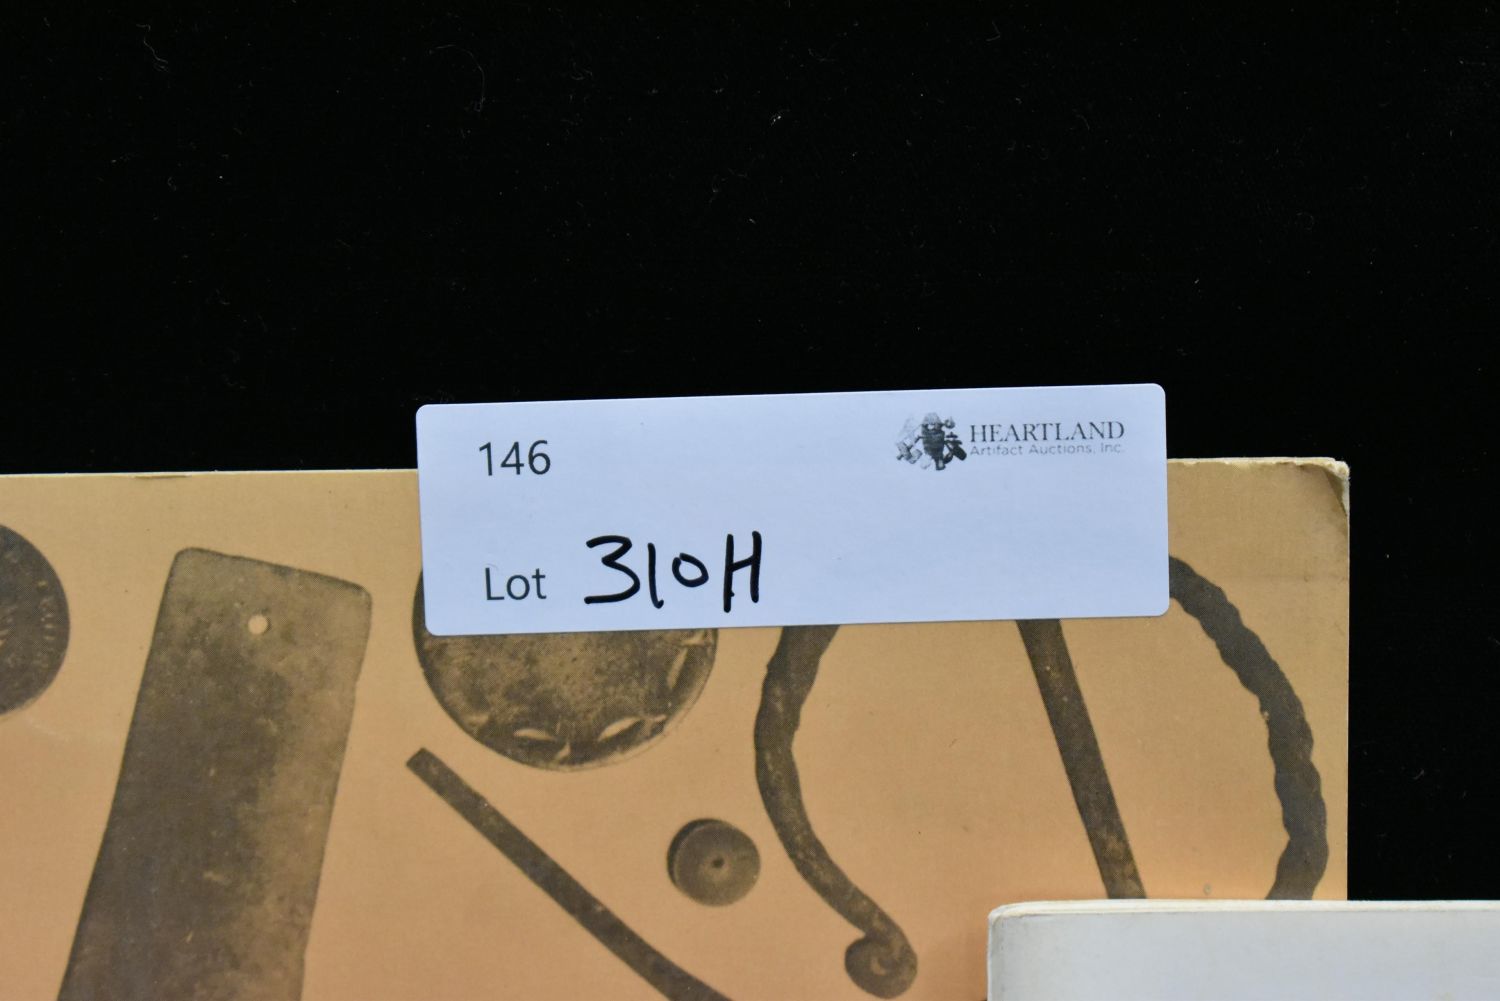 146
HEARTLAND
Artifact Auctions, Inc.
Lot 310H